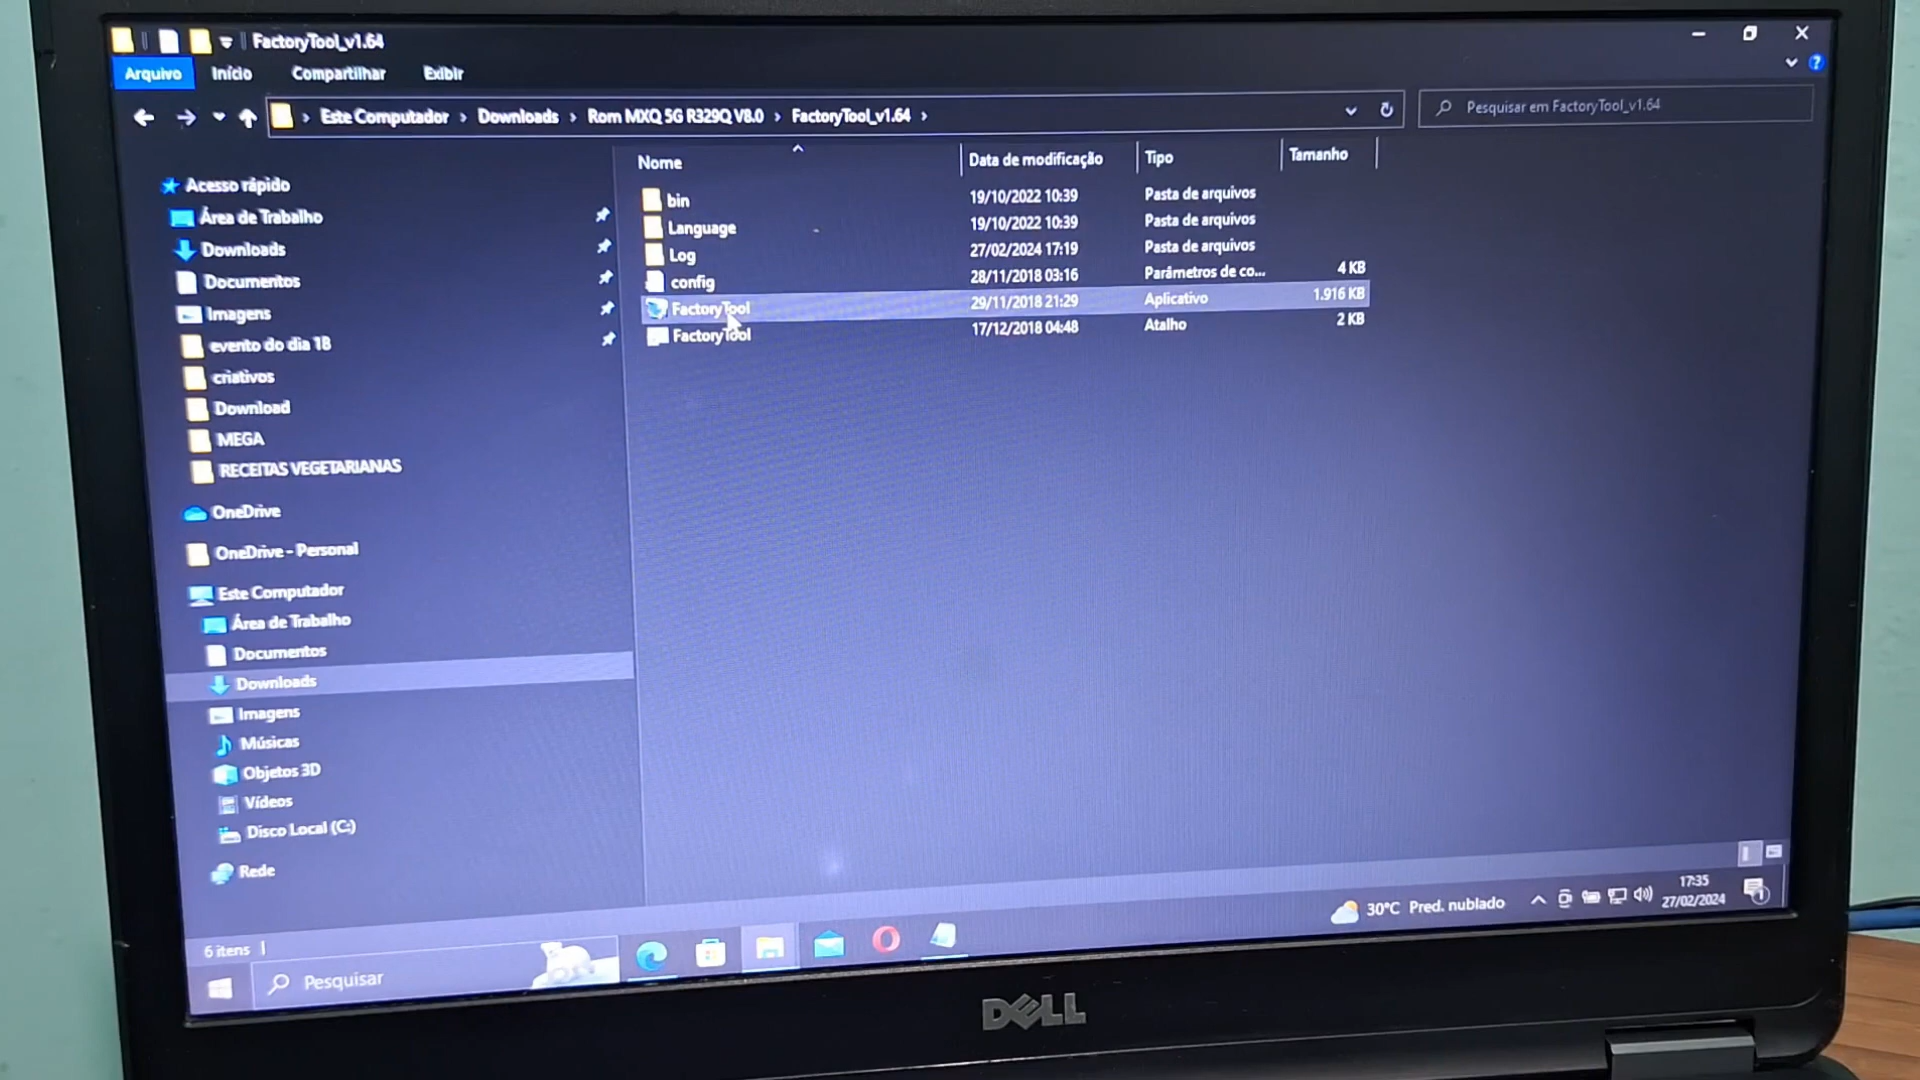 FactoryTool_v1.64
Arquivo Início Compartilhar Exibir
Este Computador Downloads Rom MXQ 5G R329Q V8.0 FactoryTool_v1.64
Pesquisar em FactoryTool_v1.64
Nome Data de modificação Tipo Tamanho
bin 19/10/2022 10:39 Pasta de arquivos
Language 19/10/2022 10:39 Pasta de arquivos
Log 27/02/2024 17:19 Pasta de arquivos
config 28/11/2018 03:16 Parâmetros de co... 4 KB
FactoryTool 29/11/2018 21:29 Aplicativo 1.916 KB
FactoryTool 17/12/2018 04:48 Atalho 2 KB
Acesso rápido
Área de Trabalho
Downloads
Documentos
Imagens
evento do dia 18
criativos
Download
MEGA
RECEITAS VEGETARIANAS
OneDrive
OneDrive - Personal
Este Computador
Área de Trabalho
Documentos
Downloads
Imagens
Músicas
Objetos 3D
Vídeos
Disco Local (C:)
Rede
6 itens
Pesquisar
30°C Pred. nublado
17:35
27/02/2024
1
DELL